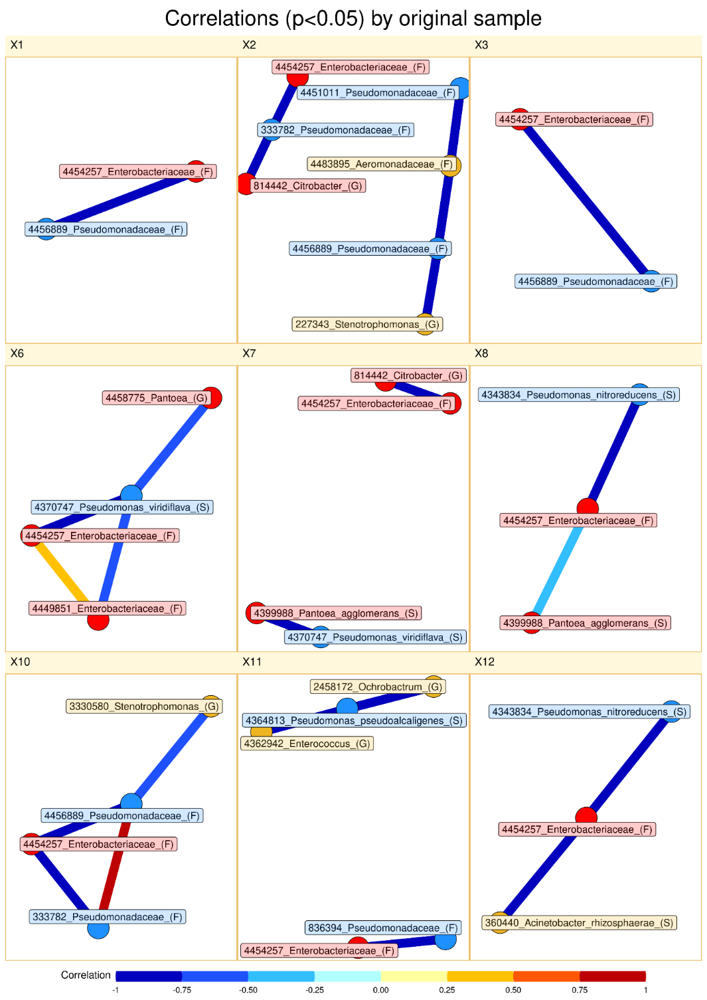 Correlations (p<0.05) by original sample
X1
X2
X3
4454257_Enterobacteriaceae_(F)
4456889_Pseudomonadaceae_(F)
4454257_Enterobacteriaceae_(F)
4451011_Pseudomonadaceae_(F)
333782_Pseudomonadaceae_(F)
4483895_Aeromonadaceae_(F)
814442_Citrobacter_(G)
4456889_Pseudomonadaceae_(F)
227343_Stenotrophomonas_(G)
4454257_Enterobacteriaceae_(F)
4456889_Pseudomonadaceae_(F)
X6
X7
X8
4458775_Pantoea_(G)
4370747_Pseudomonas_viridiflava_(S)
4454257_Enterobacteriaceae_(F)
4449851_Enterobacteriaceae_(F)
814442_Citrobacter_(G)
4454257_Enterobacteriaceae_(F)
4399988_Pantoea_agglomerans_(S)
4370747_Pseudomonas_viridiflava_(S)
4343834_Pseudomonas_nitroreducens_(S)
4454257_Enterobacteriaceae_(F)
4399988_Pantoea_agglomerans_(S)
X10
X11
X12
3330580_Stenotrophomonas_(G)
4456889_Pseudomonadaceae_(F)
4454257_Enterobacteriaceae_(F)
333782_Pseudomonadaceae_(F)
2458172_Ochrobactrum_(G)
4364813_Pseudomonas_pseudoalcaligenes_(S)
4362942_Enterococcus_(G)
836394_Pseudomonadaceae_(F)
4454257_Enterobacteriaceae_(F)
4343834_Pseudomonas_nitroreducens_(S)
4454257_Enterobacteriaceae_(F)
360440_Acinetobacter_rhizosphaerae_(S)
Correlation
-1 -0.75 -0.50 -0.25 0.00 0.25 0.50 0.75 1